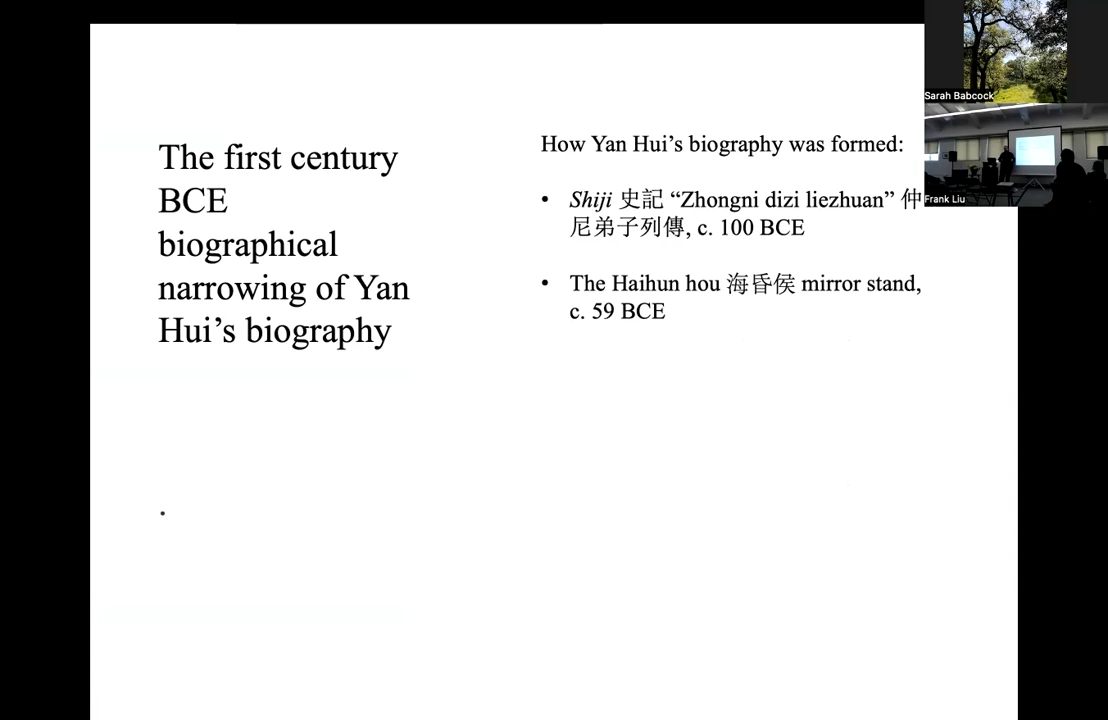 The first century
BCE
biographical
narrowing of Yan
Hui’s biography
How Yan Hui’s biography was formed:
• Shiji 史記 “Zhongni dizi liezhuan” 仲
尼弟子列傳, c. 100 BCE
• The Haihun hou 海昏侯 mirror stand,
c. 59 BCE
Sarah Babcock
Frank Liu